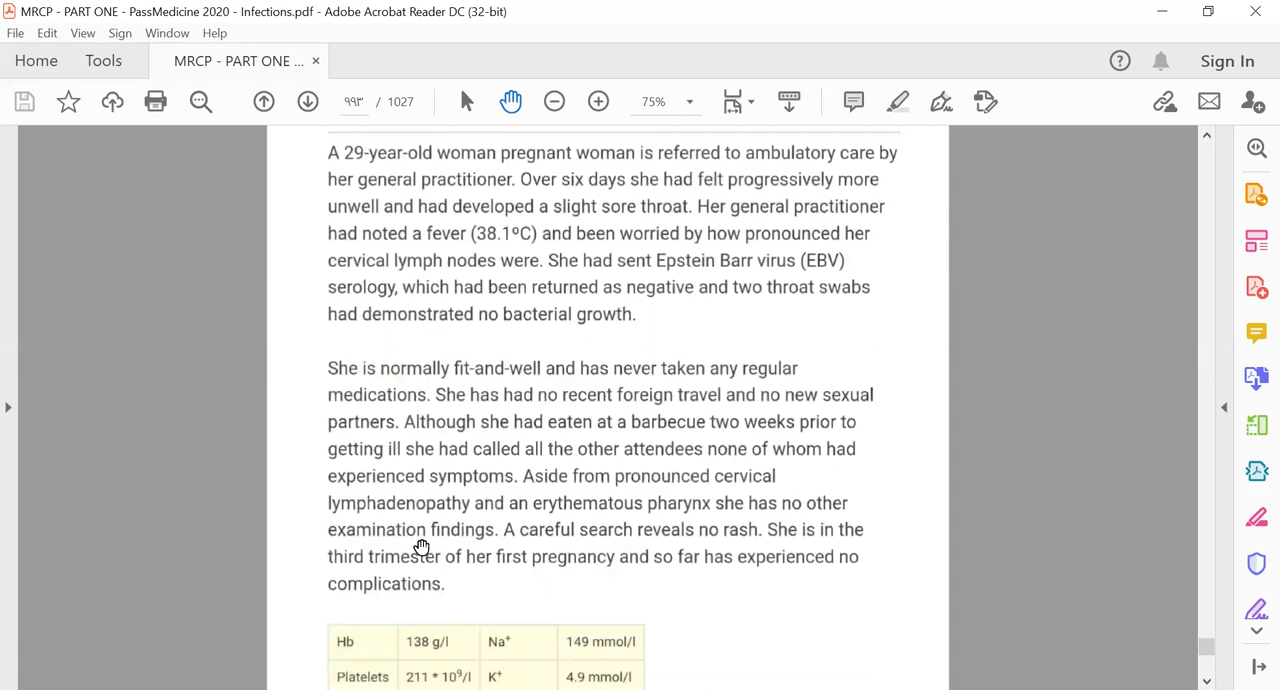 MRCP - PART ONE - PassMedicine 2020 - Infections.pdf - Adobe Acrobat Reader DC (32-bit)
File Edit View Sign Window Help
Home Tools MRCP - PART ONE ... × Sign In
٩٩٣ / 1027 75%
A 29-year-old woman pregnant woman is referred to ambulatory care by
her general practitioner. Over six days she had felt progressively more
unwell and had developed a slight sore throat. Her general practitioner
had noted a fever (38.1ºC) and been worried by how pronounced her
cervical lymph nodes were. She had sent Epstein Barr virus (EBV)
serology, which had been returned as negative and two throat swabs
had demonstrated no bacterial growth.
She is normally fit-and-well and has never taken any regular
medications. She has had no recent foreign travel and no new sexual
partners. Although she had eaten at a barbecue two weeks prior to
getting ill she had called all the other attendees none of whom had
experienced symptoms. Aside from pronounced cervical
lymphadenopathy and an erythematous pharynx she has no other
examination findings. A careful search reveals no rash. She is in the
third trimester of her first pregnancy and so far has experienced no
complications.
Hb 138 g/l Na⁺ 149 mmol/l
Platelets 211 * 10⁹/l K⁺ 4.9 mmol/l